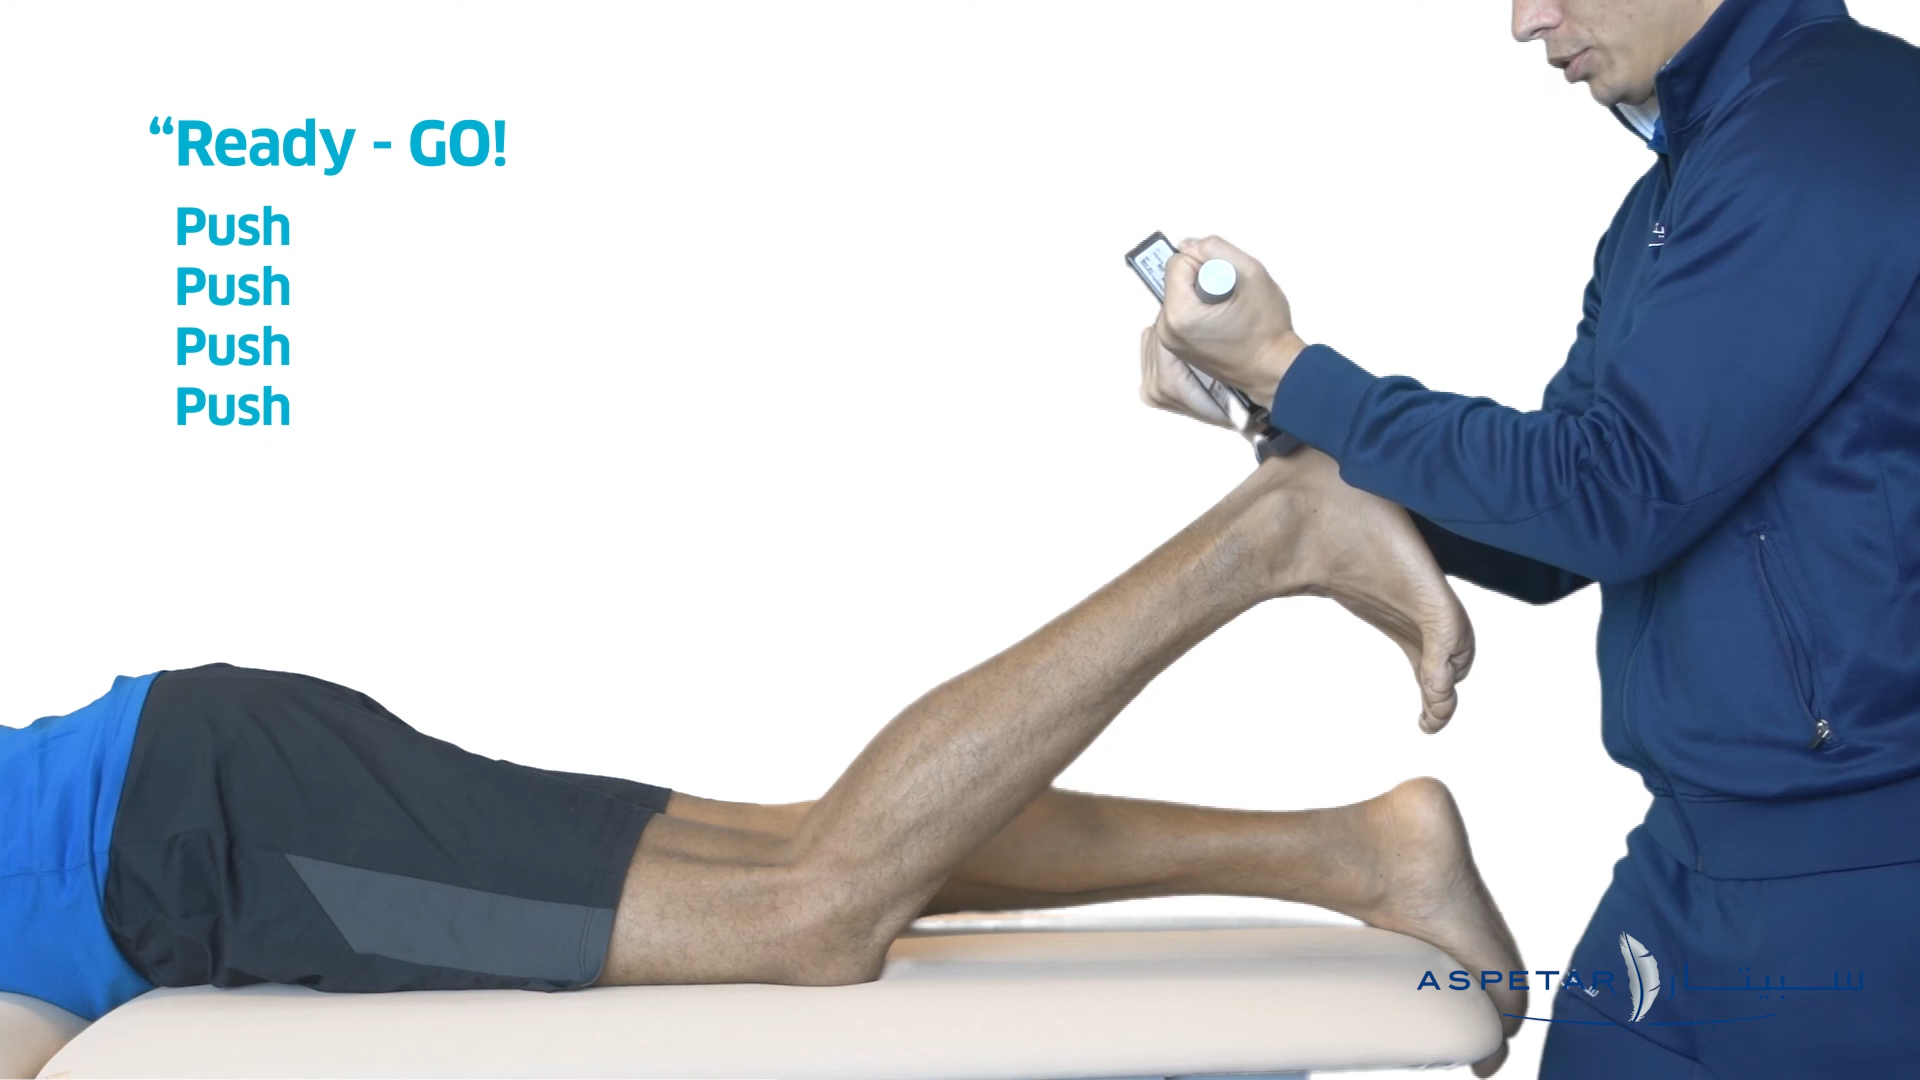 “Ready - GO!
Push
Push
Push
Push
ASPETAR سبيتار